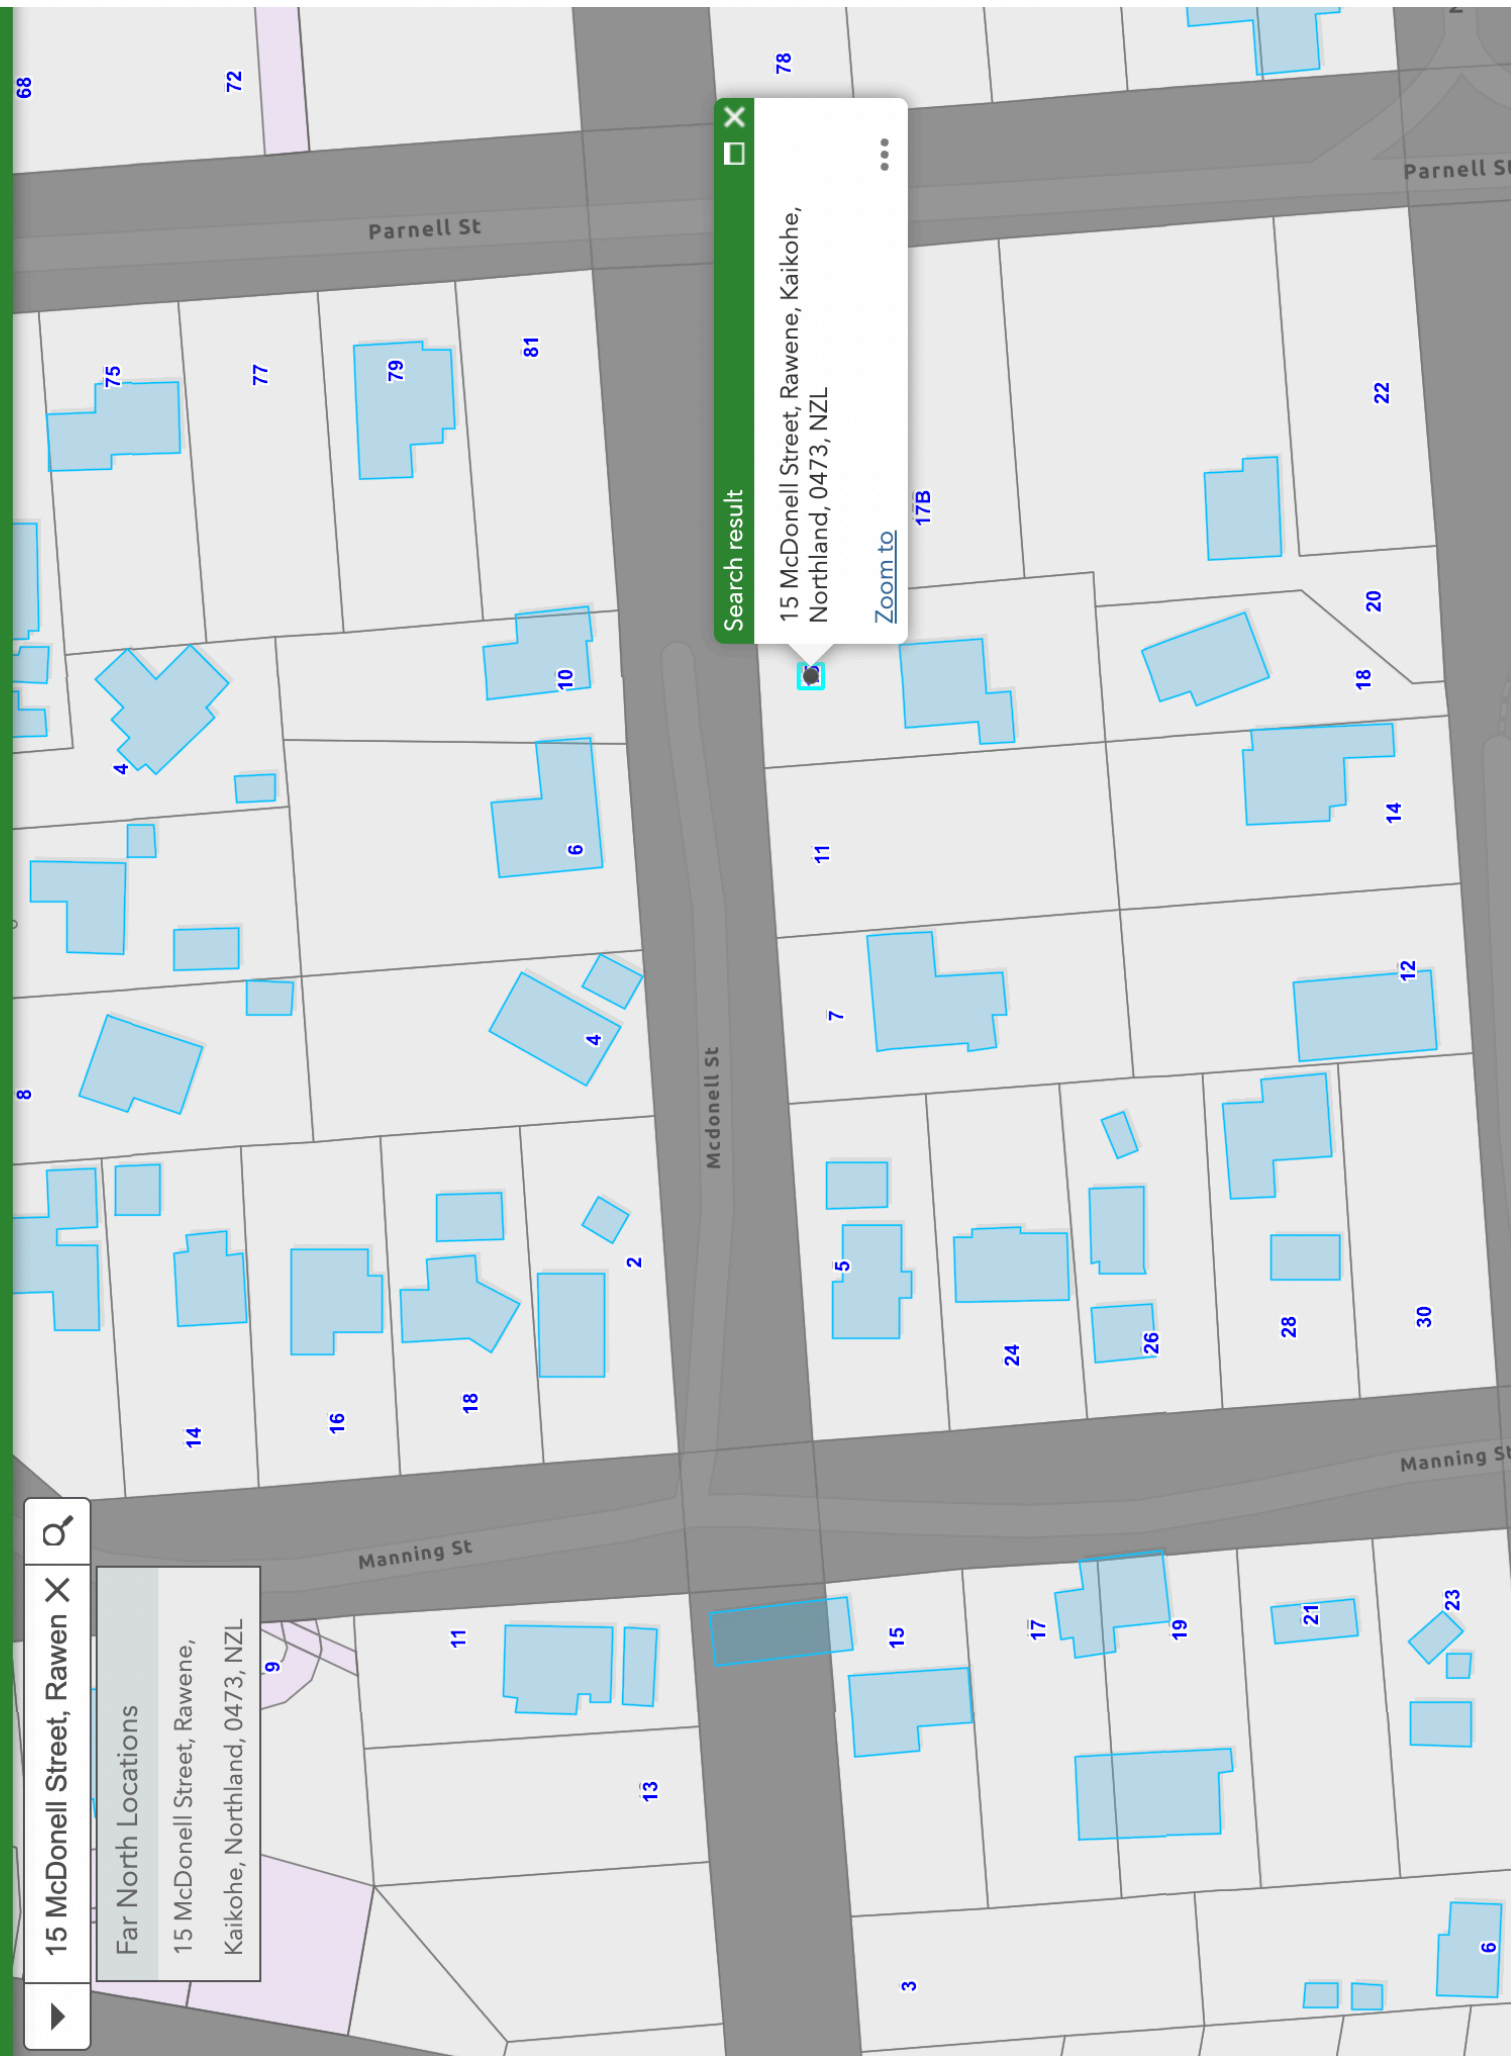 15 McDonell Street, Rawen
Far North Locations
15 McDonell Street, Rawene,
Kaikohe, Northland, 0473, NZL
8
68
4
75
14
72
77
9
16
79
Manning St
Parnell St
11
18
81
10
6
4
2
13
Mcdonell St
Search result
15 McDonell Street, Rawene, Kaikohe,
Northland, 0473, NZL
Zoom to
78
11
7
5
15
3
17B
24
17
26
19
28
21
18
20
22
14
12
30
23
6
Manning St
Parnell St